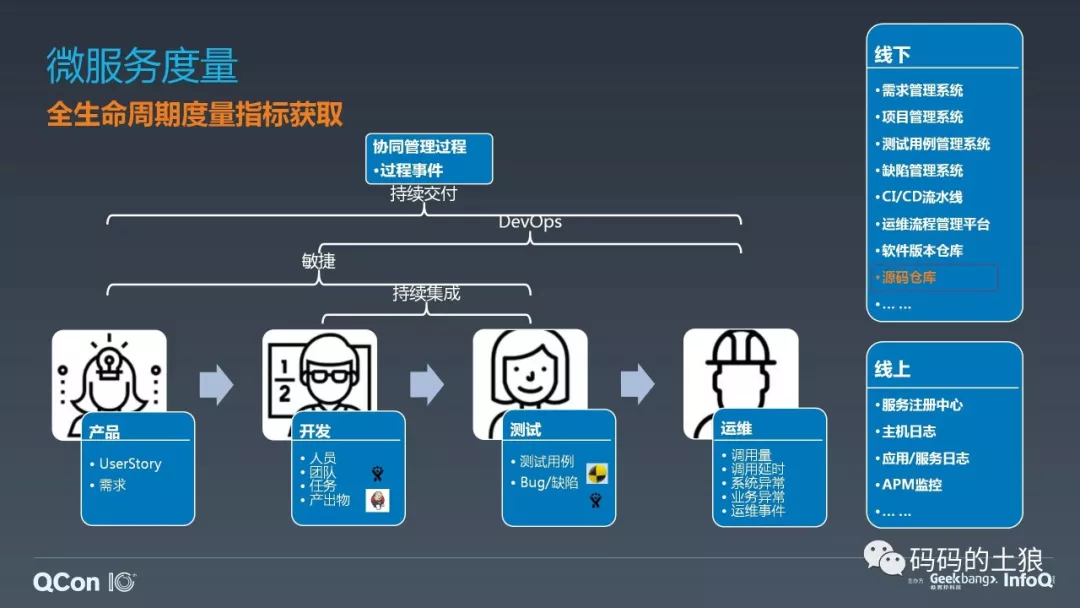 微服务度量
全生命周期度量指标获取
协同管理过程
•过程事件
持续交付
DevOps
敏捷
持续集成
1
2
产品
• UserStory
• 需求
开发
• 人员
• 团队
• 任务
• 产出物
测试
• 测试用例
• Bug/缺陷
运维
• 调用量
• 调用延时
• 系统异常
• 业务异常
• 运维事件
线下
•需求管理系统
•项目管理系统
•测试用例管理系统
•缺陷管理系统
•CI/CD流水线
•运维流程管理平台
•软件版本仓库
•源码仓库
•... ...
线上
•服务注册中心
•主机日志
•应用/服务日志
•APM监控
•... ...
QCon 10+
码码的土狼
主办方
Geekbang>.
极客邦科技
InfoQ